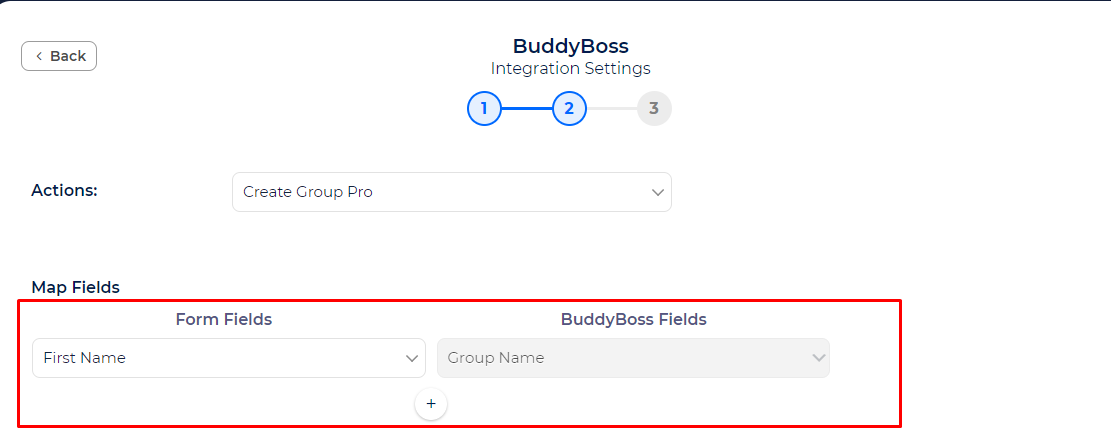 Back
BuddyBoss
Integration Settings
1 2 3
Actions: Create Group Pro
Map Fields
Form Fields BuddyBoss Fields
First Name Group Name
+